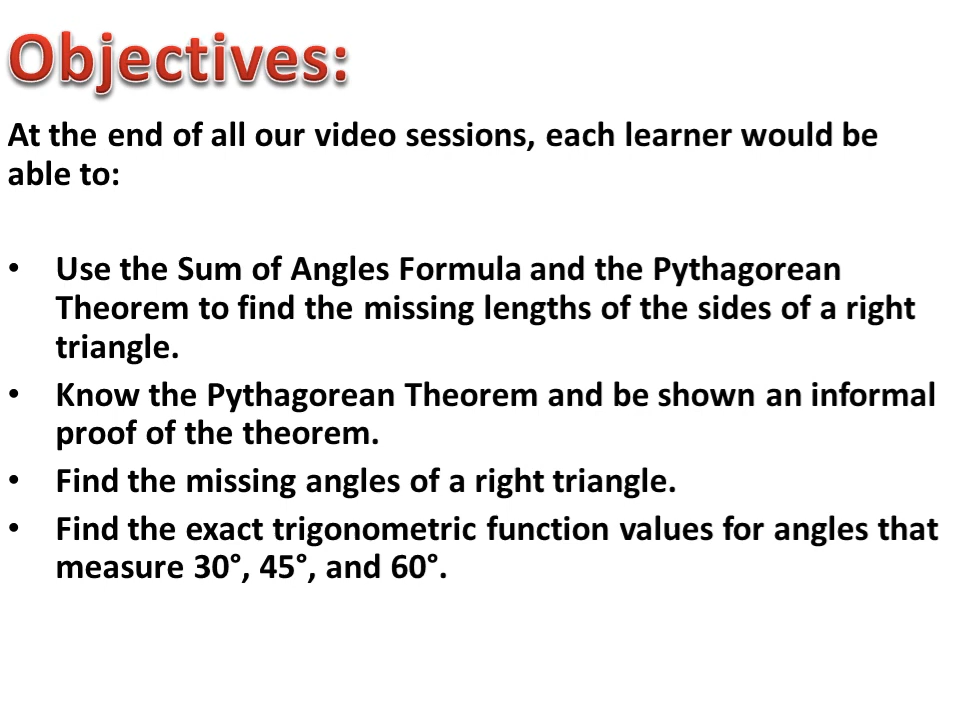 Objectives:
At the end of all our video sessions, each learner would be
able to:
• Use the Sum of Angles Formula and the Pythagorean
Theorem to find the missing lengths of the sides of a right
triangle.
• Know the Pythagorean Theorem and be shown an informal
proof of the theorem.
• Find the missing angles of a right triangle.
• Find the exact trigonometric function values for angles that
measure 30°, 45°, and 60°.